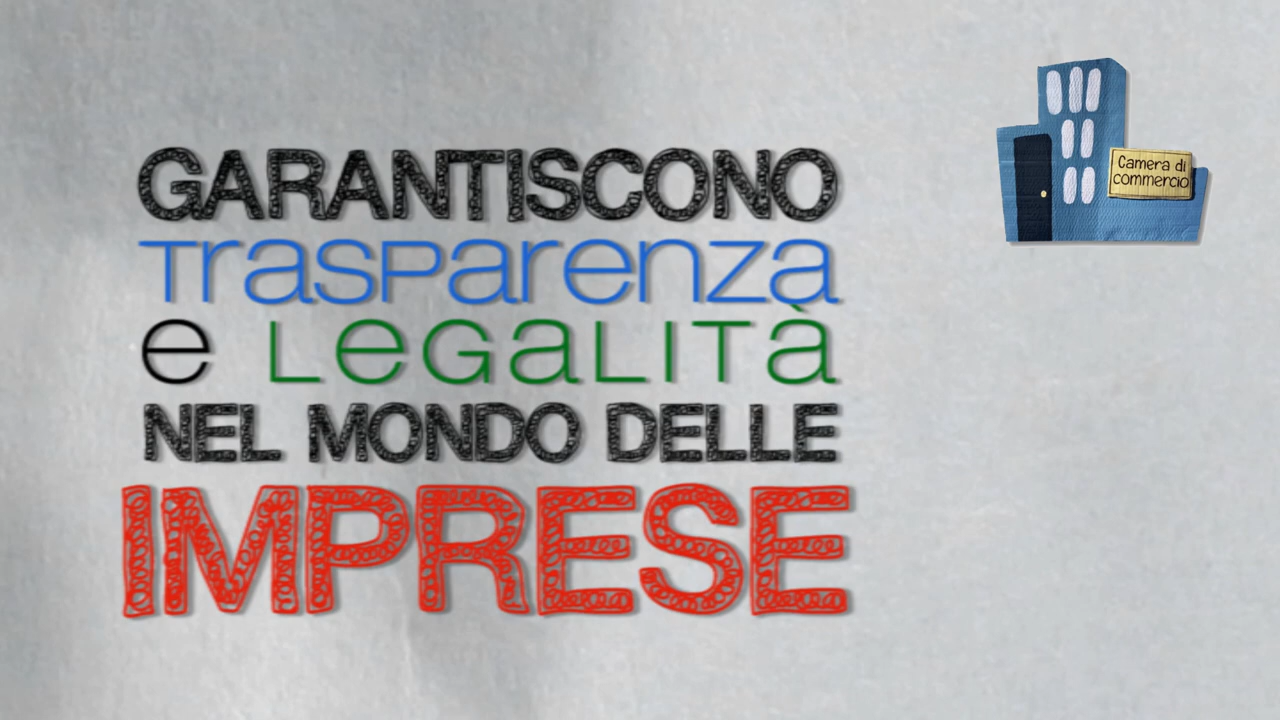 GARANTISCONO
Trasparenza
e Legalità
NEL MONDO DELLE
IMPRESE
Camera di
commercio